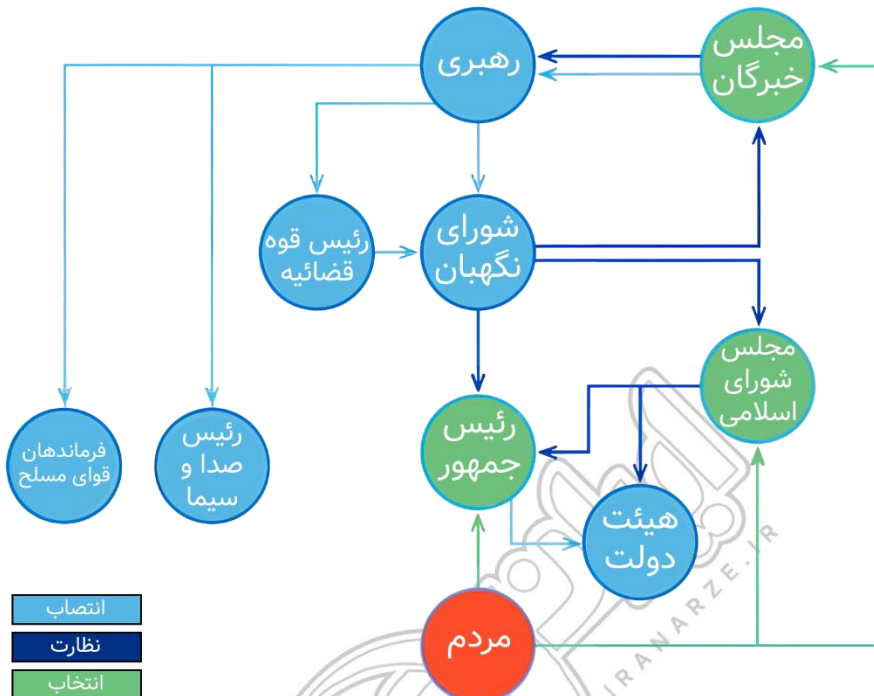 مجلس
خبرگان
رهبری
شورای
نگهبان
رئیس قوه
قضائیه
مجلس
شورای
اسلامی
رئیس
جمهور
رئیس
صدا و
سیما
فرماندهان
قوای مسلح
هیئت
دولت
مردم
انتصاب
نظارت
انتخاب
IRANARZE.IR